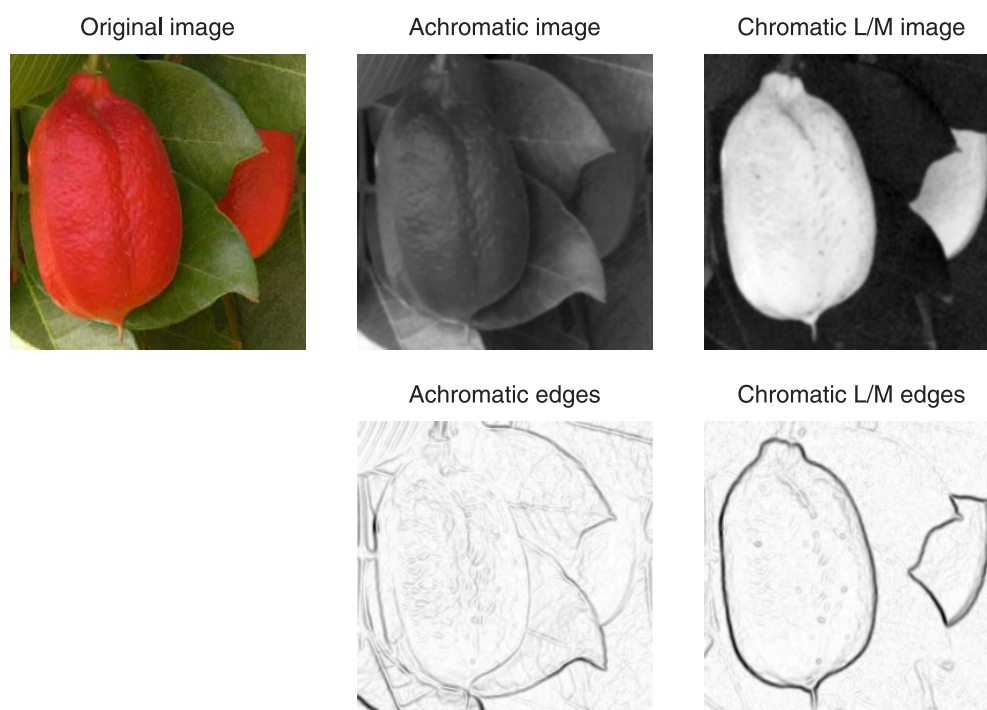 Original image
Achromatic image
Chromatic L/M image
Achromatic edges
Chromatic L/M edges